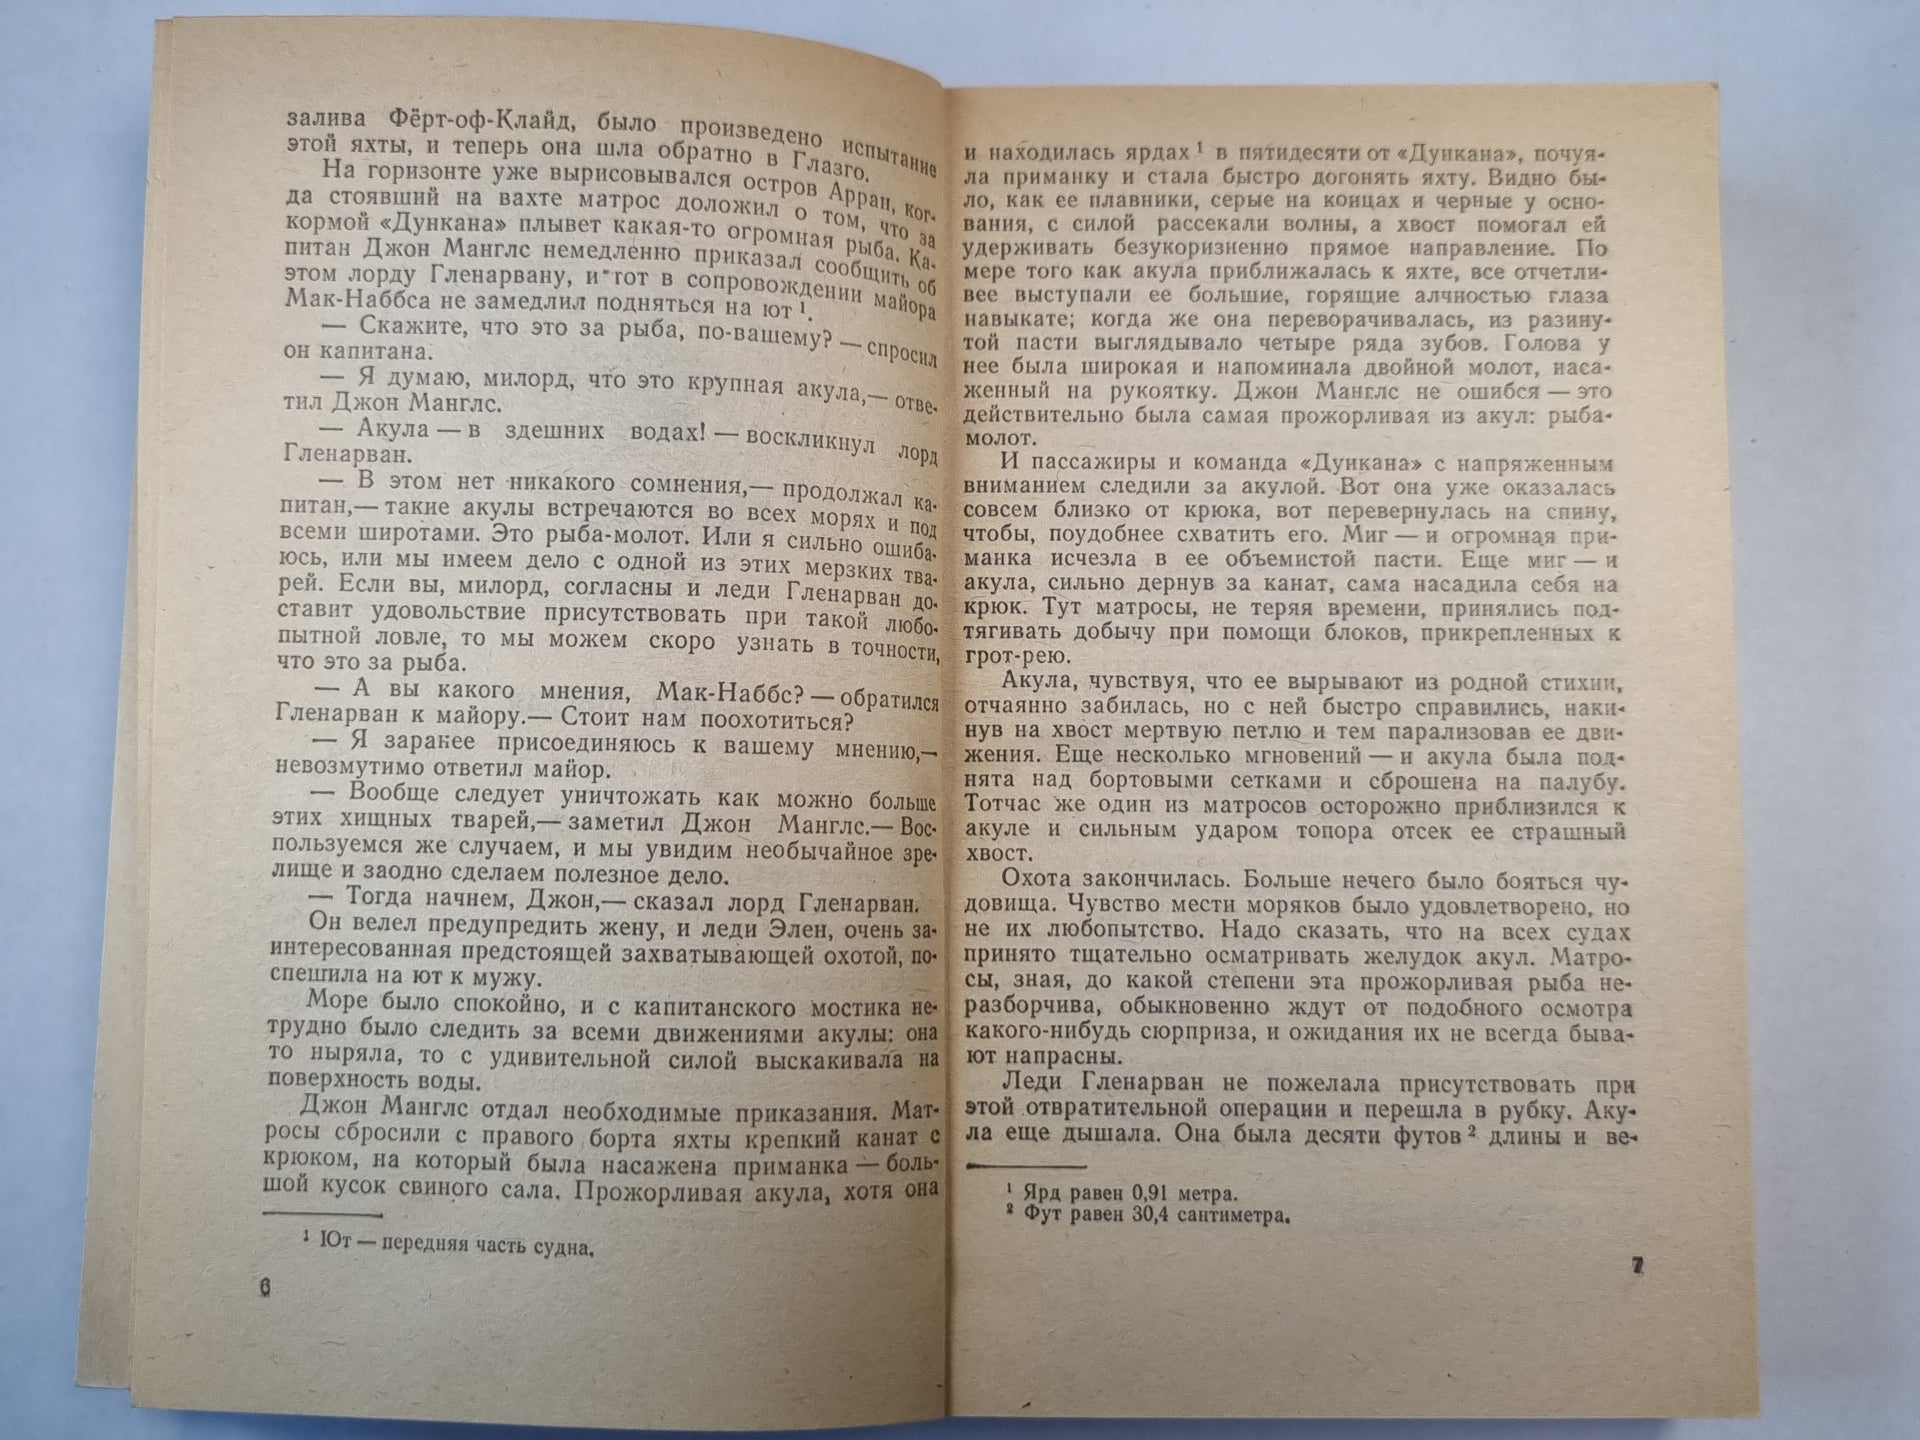 залива Фёрт-оф-Клайд, было произведено испытание
этой яхты, и теперь она шла обратно в Глазго.
На горизонте уже вырисовывался остров Арран, ког-
да стоявший на вахте матрос доложил о том, что за
кормой «Дункана» плывет какая-то огромная рыба. Ка-
питан Джон Манглс немедленно приказал сообщить об
этом лорду Гленарвану, и тот в сопровождении майора
Мак-Наббса не замедлил подняться на ют ¹.
— Скажите, что это за рыба, по-вашему? — спросил
он капитана.
— Я думаю, милорд, что это крупная акула,— отве-
тил Джон Манглс.
— Акула — в здешних водах! — воскликнул лорд
Гленарван.
— В этом нет никакого сомнения,— продолжал ка-
питан,— такие акулы встречаются во всех морях и под
всеми широтами. Это рыба-молот. Или я сильно ошиба-
юсь, или мы имеем дело с одной из этих мерзких тва-
рей. Если вы, милорд, согласны и леди Гленарван до-
ставит удовольствие присутствовать при такой любо-
пытной ловле, то мы можем скоро узнать в точности,
что это за рыба.
— А вы какого мнения, Мак-Наббс? — обратился
Гленарван к майору.— Стоит нам поохотиться?
— Я заранее присоединяюсь к вашему мнению,—
невозмутимо ответил майор.
— Вообще следует уничтожать как можно больше
этих хищных тварей,— заметил Джон Манглс.— Вос-
пользуемся же случаем, и мы увидим необычайное зре-
лище и заодно сделаем полезное дело.
— Тогда начнем, Джон,— сказал лорд Гленарван.
Он велел предупредить жену, и леди Элен, очень за-
интересованная предстоящей захватывающей охотой, по-
спешила на ют к мужу.
Море было спокойно, и с капитанского мостика не-
трудно было следить за всеми движениями акулы: она
то ныряла, то с удивительной силой выскакивала на
поверхность воды.
Джон Манглс отдал необходимые приказания. Мат-
росы сбросили с правого борта яхты крепкий канат с
крюком, на который была насажена приманка — боль-
шой кусок свиного сала. Прожорливая акула, хотя она
¹ Ют — передняя часть судна.
6
и находилась ярдах ¹ в пятидесяти от «Дункана», почуя-
ла приманку и стала быстро догонять яхту. Видно бы-
ло, как ее плавники, серые на концах и черные у осно-
вания, с силой рассекали волны, а хвост помогал ей
удерживать безукоризненно прямое направление. По
мере того как акула приближалась к яхте, все отчетли-
вее выступали ее большие, горящие алчностью глаза
навыкате; когда же она переворачивалась, из разину-
той пасти выглядывало четыре ряда зубов. Голова у
нее была широкая и напоминала двойной молот, наса-
женный на рукоятку. Джон Манглс не ошибся — это
действительно была самая прожорливая из акул: рыба-
молот.
И пассажиры и команда «Дункана» с напряженным
вниманием следили за акулой. Вот она уже оказалась
совсем близко от крюка, вот перевернулась на спину,
чтобы, поудобнее схватить его. Миг — и огромная при-
манка исчезла в ее объемистой пасти. Еще миг — и
акула, сильно дернув за канат, сама насадила себя на
крюк. Тут матросы, не теряя времени, принялись под-
тягивать добычу при помощи блоков, прикрепленных к
грот-рею.
Акула, чувствуя, что ее вырывают из родной стихии,
отчаянно забилась, но с ней быстро справились, наки-
нув на хвост мертвую петлю и тем парализовав ее дви-
жения. Еще несколько мгновений — и акула была под-
нята над бортовыми сетками и сброшена на палубу.
Тотчас же один из матросов осторожно приблизился к
акуле и сильным ударом топора отсек ее страшный
хвост.
Охота закончилась. Больше нечего было бояться чу-
довища. Чувство мести моряков было удовлетворено, но
не их любопытство. Надо сказать, что на всех судах
принято тщательно осматривать желудок акул. Матро-
сы, зная, до какой степени эта прожорливая рыба не-
разборчива, обыкновенно ждут от подобного осмотра
какого-нибудь сюрприза, и ожидания их не всегда быва-
ют напрасны.
Леди Гленарван не пожелала присутствовать при
этой отвратительной операции и перешла в рубку. Аку-
ла еще дышала. Она была десяти футов ² длины и ве-
¹ Ярд равен 0,91 метра.
² Фут равен 30,4 сантиметра.
7